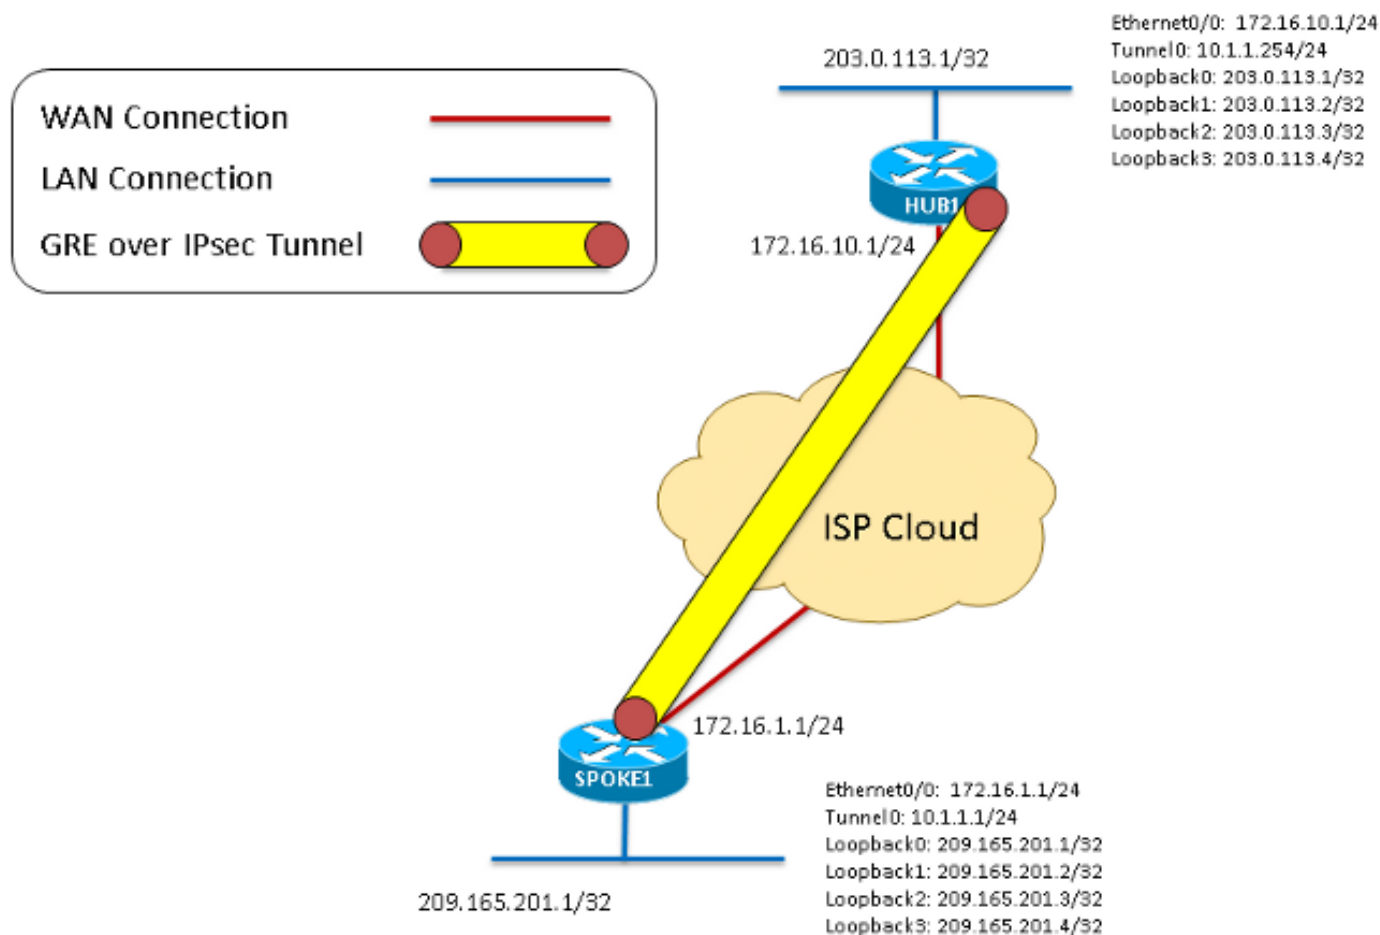 Ethernet0/0: 172.16.10.1/24
Tunnel0: 10.1.1.254/24
Loopback0: 203.0.113.1/32
Loopback1: 203.0.113.2/32
Loopback2: 203.0.113.3/32
Loopback3: 203.0.113.4/32
203.0.113.1/32
WAN Connection
LAN Connection
GRE over IPsec Tunnel
HUB1
172.16.10.1/24
ISP Cloud
172.16.1.1/24
SPOKE1
209.165.201.1/32
Ethernet0/0: 172.16.1.1/24
Tunnel0: 10.1.1.1/24
Loopback0: 209.165.201.1/32
Loopback1: 209.165.201.2/32
Loopback2: 209.165.201.3/32
Loopback3: 209.165.201.4/32